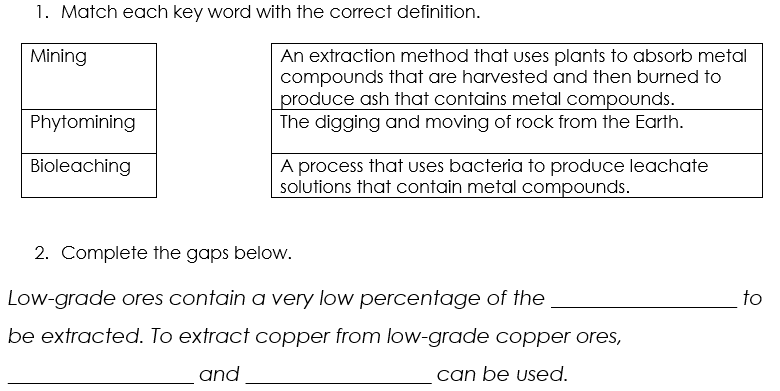 1. Match each key word with the correct definition.
Mining
An extraction method that uses plants to absorb metal
compounds that are harvested and then burned to
produce ash that contains metal compounds.
Phytomining
The digging and moving of rock from the Earth.
Bioleaching
A process that uses bacteria to produce leachate
solutions that contain metal compounds.
2. Complete the gaps below.
Low-grade ores contain a very low percentage of the _________________ to
be extracted. To extract copper from low-grade copper ores,
_________________ and _________________ can be used.